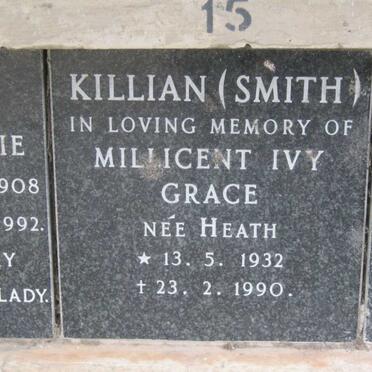 15
KILLIAN (SMITH)
IN LOVING MEMORY OF
MILLICENT IVY
GRACE
NÉE HEATH
★ 13. 5. 1932
† 23. 2. 1990.
IE
908
992.
Y
LADY.